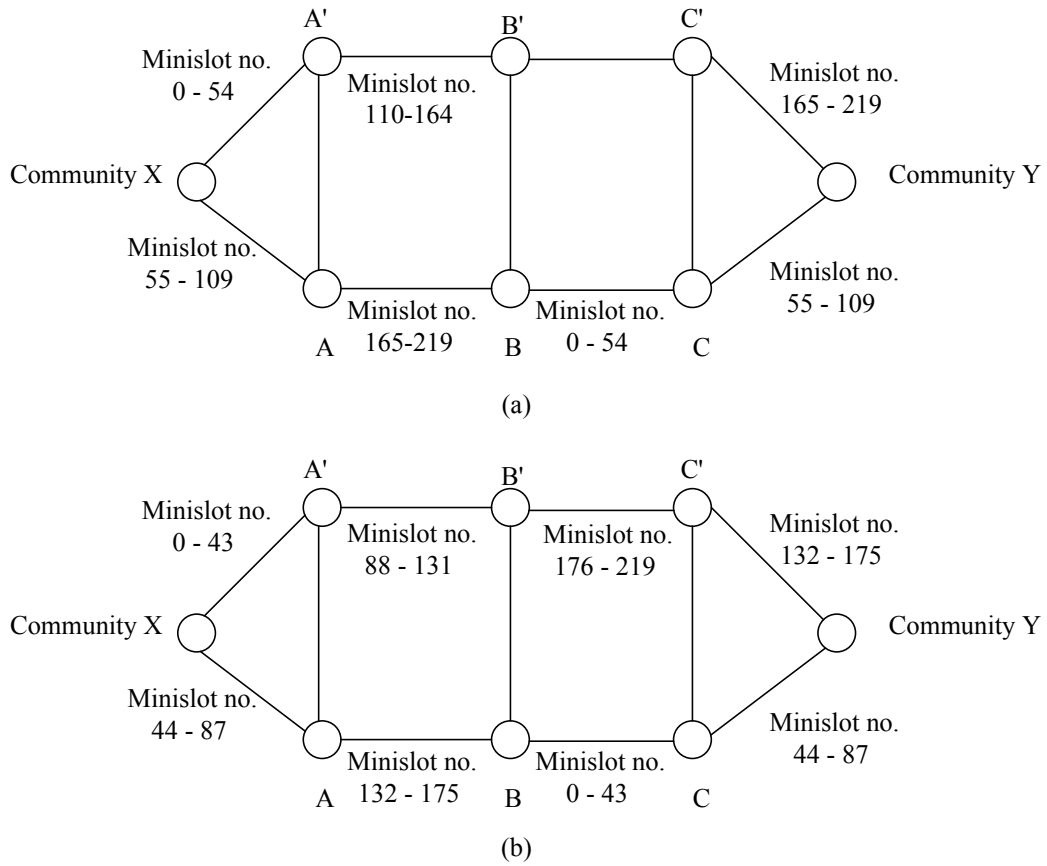 A' B' C'
Minislot no.
0 - 54
Minislot no.
110-164
Minislot no.
165 - 219
Community X
Community Y
Minislot no.
55 - 109
Minislot no.
55 - 109
Minislot no.
165-219
Minislot no.
0 - 54
A B C
(a)
A' B' C'
Minislot no.
0 - 43
Minislot no.
88 - 131
Minislot no.
176 - 219
Minislot no.
132 - 175
Community X
Community Y
Minislot no.
44 - 87
Minislot no.
44 - 87
Minislot no.
132 - 175
Minislot no.
0 - 43
A B C
(b)